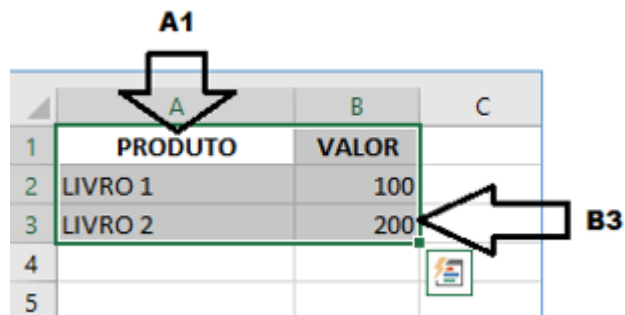 A1
A B C
1 PRODUTO VALOR
2 LIVRO 1 100
3 LIVRO 2 200
B3
4
5